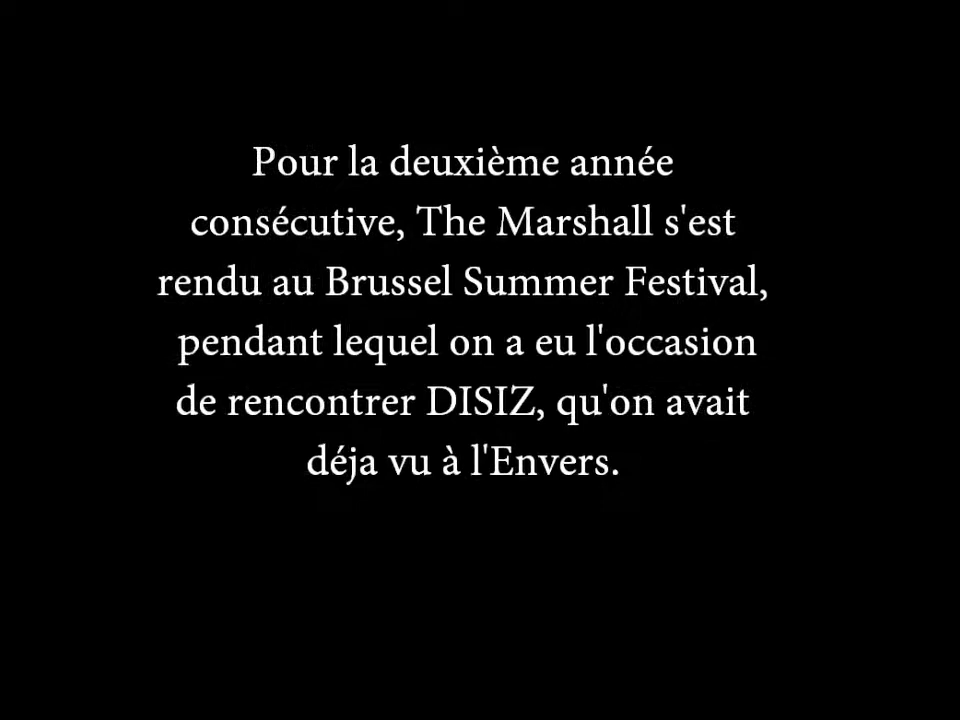 Pour la deuxième année
consécutive, The Marshall s'est
rendu au Brussel Summer Festival,
pendant lequel on a eu l'occasion
de rencontrer DISIZ, qu'on avait
déja vu à l'Envers.